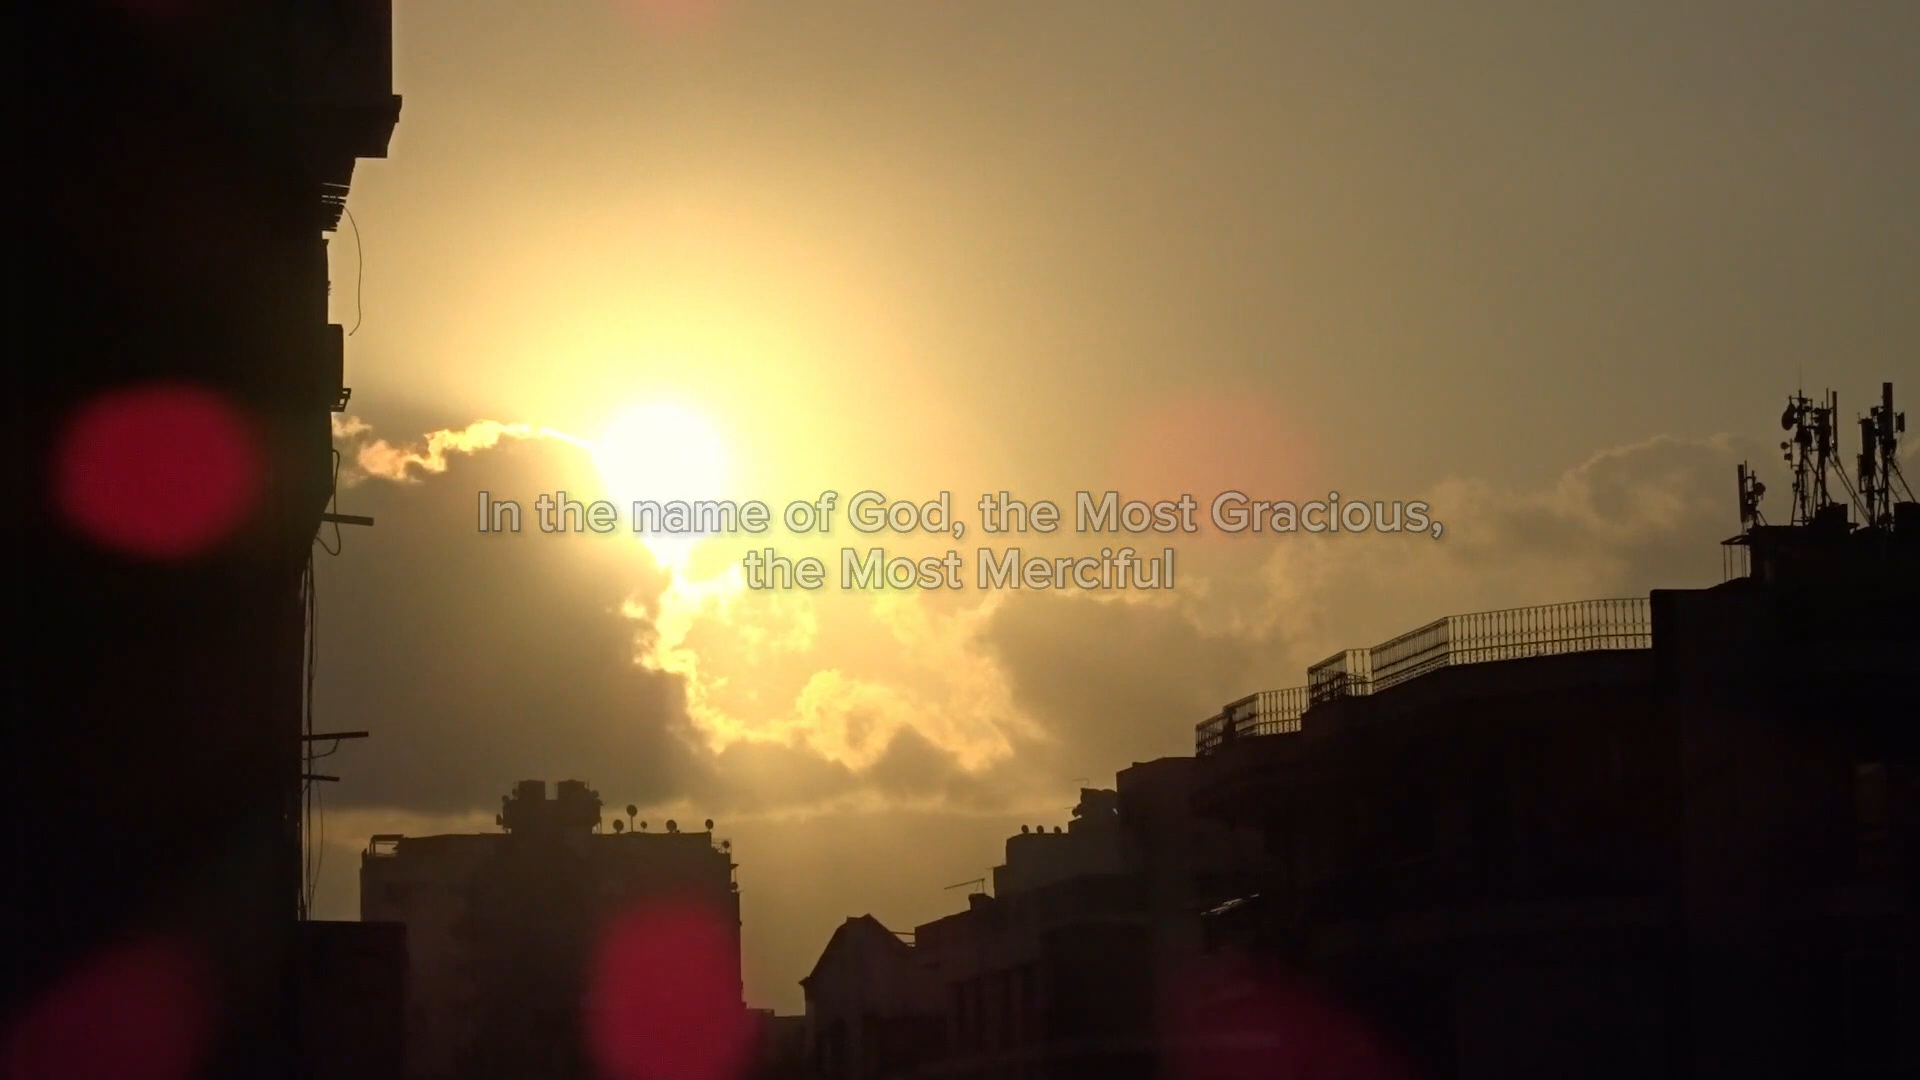 In the name of God, the Most Gracious,
the Most Merciful